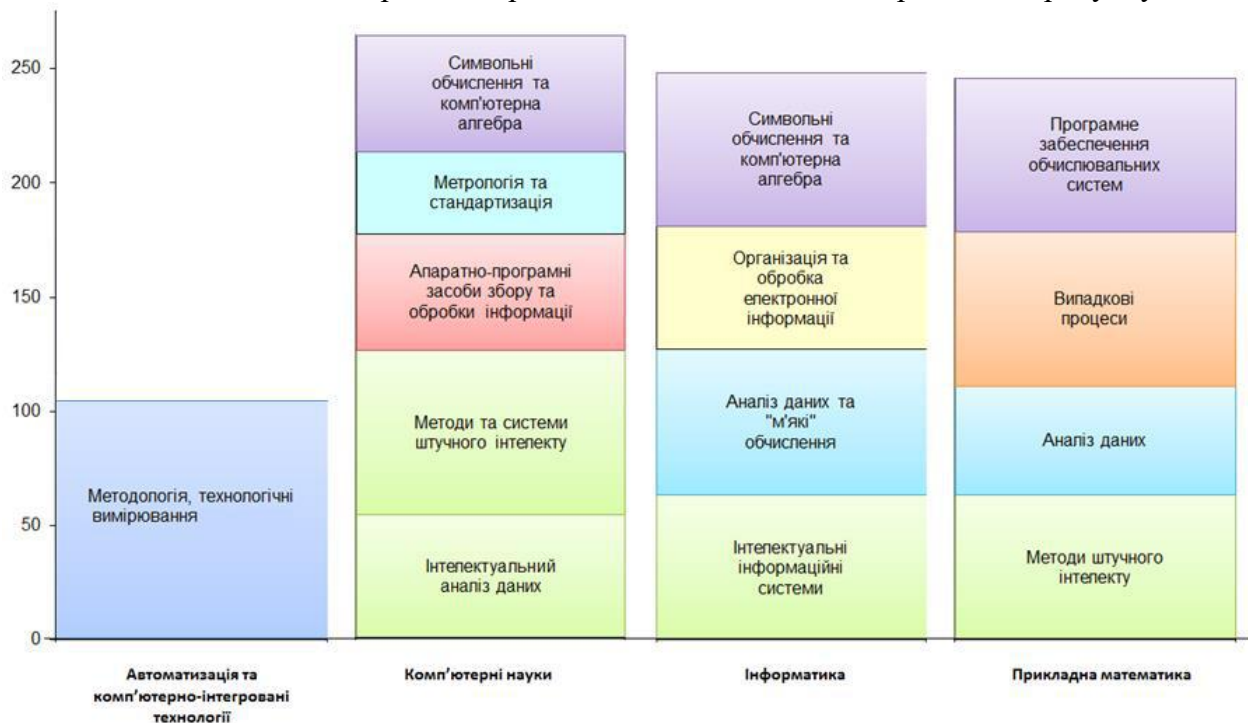 250
200
150
100
50
0
Методологія, технологічні
вимірювання
Символьні
обчислення та
комп'ютерна
алгебра
Метрологія та
стандартизація
Апаратно-програмні
засоби збору та
обробки інформації
Методи та системи
штучного інтелекту
Інтелектуальний
аналіз даних
Символьні
обчислення та
комп'ютерна
алгебра
Організація та
обробка
електронної
інформації
Аналіз даних та
"м'які"
обчислення
Інтелектуальні
інформаційні
системи
Програмне
забеспечення
обчислювальних
систем
Випадкові
процеси
Аналіз даних
Методи штучного
інтелекту
Автоматизація та
комп'ютерно-інтегровані
технології
Комп'ютерні науки
Інформатика
Прикладна математика